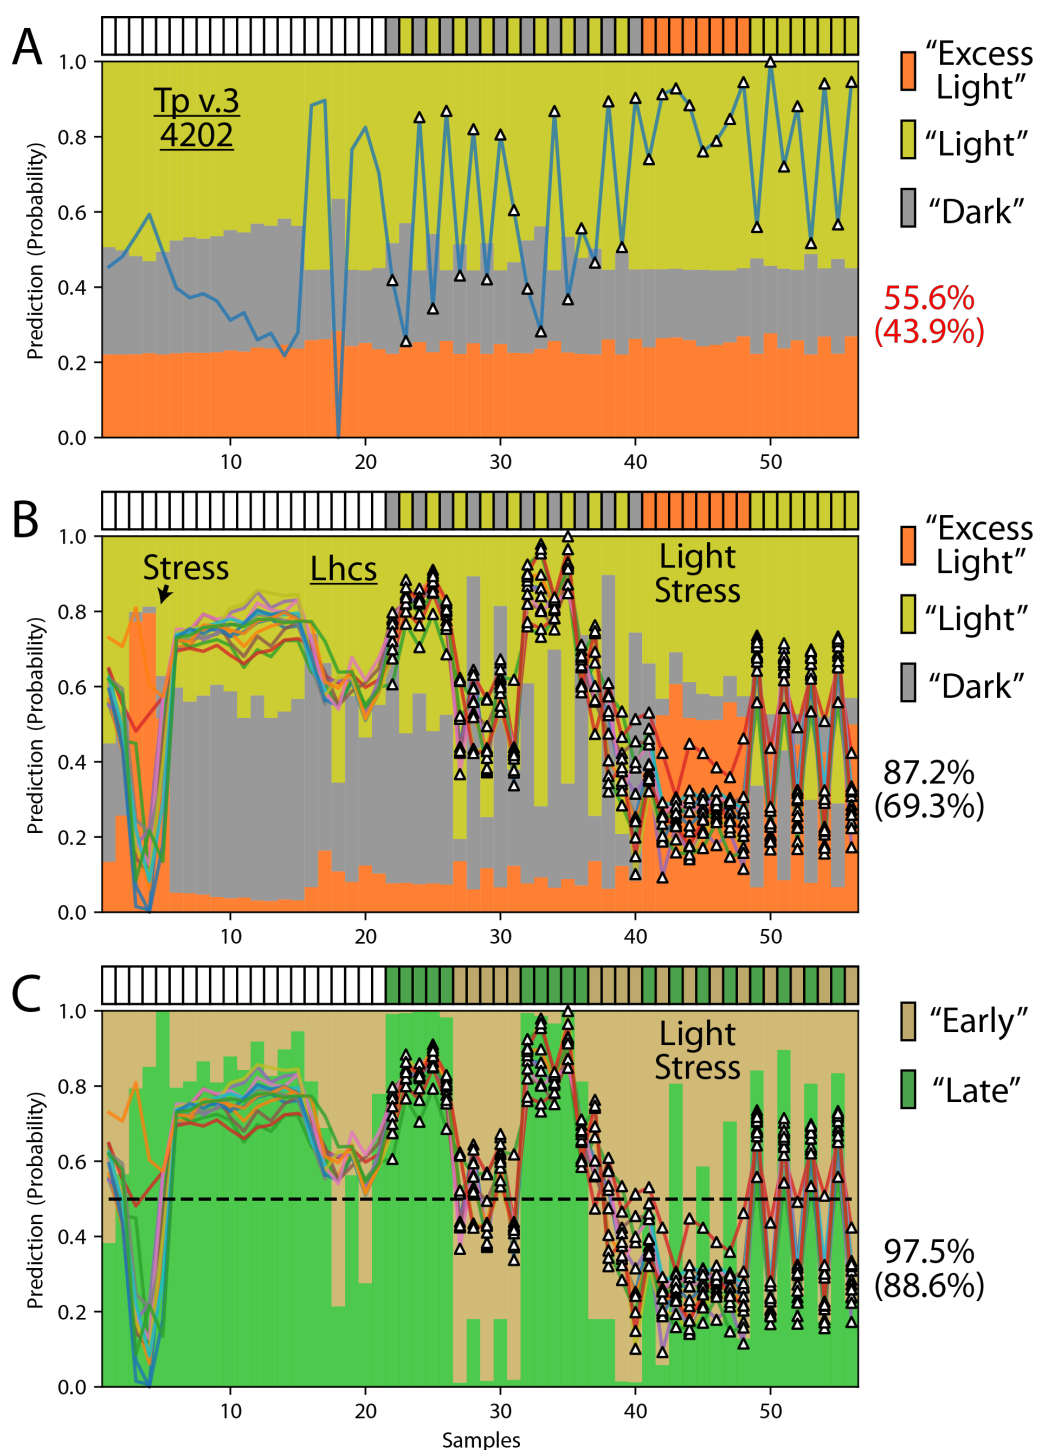 A
Tp v.3
4202
“Excess
Light”
“Light”
“Dark”
55.6%
(43.9%)
Prediction (Probability)
1.0
0.8
0.6
0.4
0.2
0.0
10
20
30
40
50
B
Stress
Lhcs
Light
Stress
“Excess
Light”
“Light”
“Dark”
87.2%
(69.3%)
Prediction (Probability)
1.0
0.8
0.6
0.4
0.2
0.0
10
20
30
40
50
C
Light
Stress
“Early”
“Late”
97.5%
(88.6%)
Prediction (Probability)
1.0
0.8
0.6
0.4
0.2
0.0
10
20
30
40
50
Samples